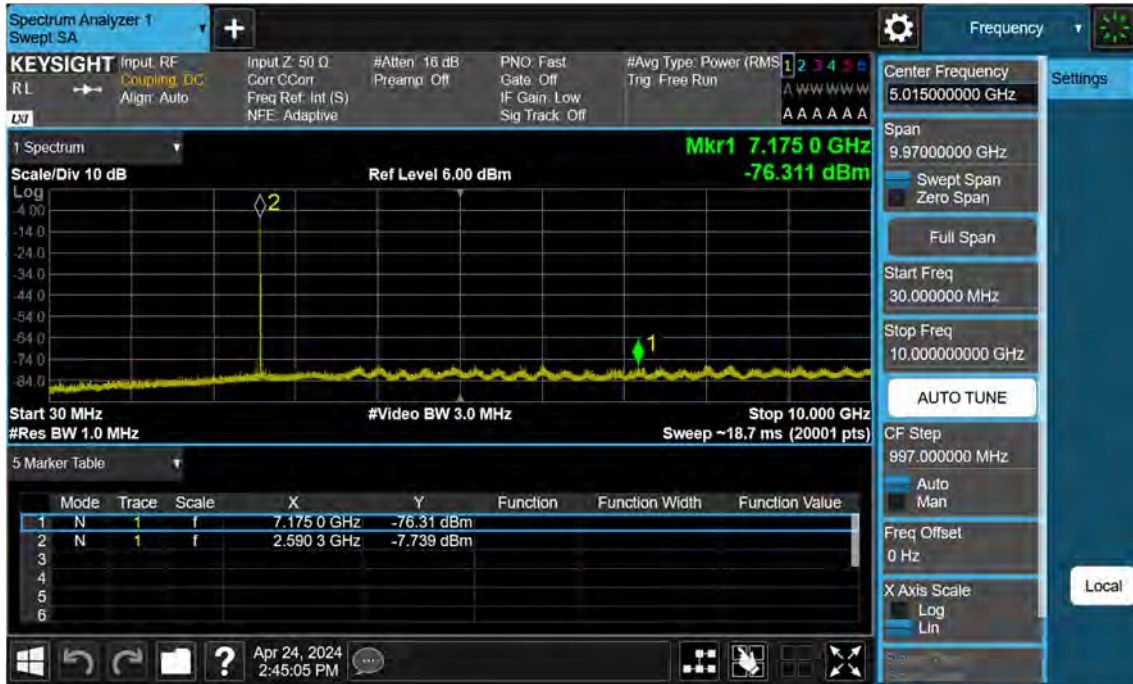 Spectrum Analyzer 1
Swept SA
Frequency
KEYSIGHT
Input: RF
Input Z: 50 Ω
#Atten: 16 dB
PNO: Fast
#Avg Type: Power (RMS
1 2 3 4 5 6
RL
Coupling: DC
Corr CCorr
Preamp: Off
Gate: Off
Trig: Free Run
A W W W W W
Align: Auto
Freq Ref: Int (S)
IF Gain: Low
LXI
NFE: Adaptive
Sig Track: Off
A A A A A A
Center Frequency
5.015000000 GHz
Settings
Span
9.97000000 GHz
Swept Span
Zero Span
Full Span
Start Freq
30.000000 MHz
Stop Freq
10.000000000 GHz
AUTO TUNE
CF Step
997.000000 MHz
Auto
Man
Freq Offset
0 Hz
X Axis Scale
Log
Lin
Local
1 Spectrum
Mkr1 7.175 0 GHz
Scale/Div 10 dB
Ref Level 6.00 dBm
-76.311 dBm
Log
-4.00
-14.0
-24.0
-34.0
-44.0
-54.0
-64.0
-74.0
-84.0
2
1
Start 30 MHz
#Video BW 3.0 MHz
Stop 10.000 GHz
#Res BW 1.0 MHz
Sweep ~18.7 ms (20001 pts)
5 Marker Table
Mode Trace Scale X Y Function Function Width Function Value
1 N 1 f 7.175 0 GHz -76.31 dBm
2 N 1 f 2.590 3 GHz -7.739 dBm
3
4
5
6
?
Apr 24, 2024
2:45:05 PM